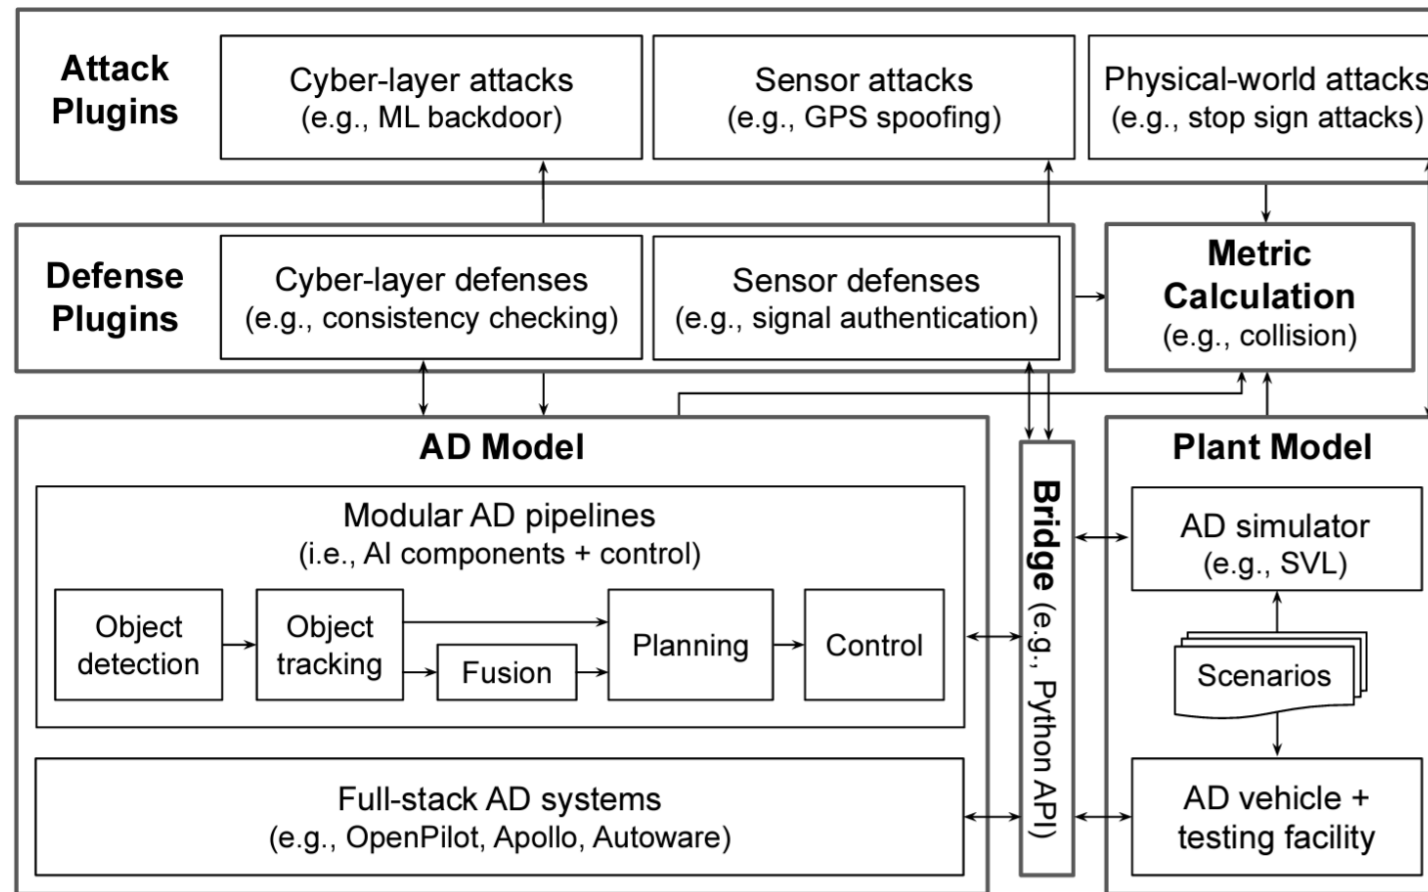 Attack
Plugins
Cyber-layer attacks
(e.g., ML backdoor)
Sensor attacks
(e.g., GPS spoofing)
Physical-world attacks
(e.g., stop sign attacks)
Defense
Plugins
Cyber-layer defenses
(e.g., consistency checking)
Sensor defenses
(e.g., signal authentication)
Metric
Calculation
(e.g., collision)
AD Model
Modular AD pipelines
(i.e., AI components + control)
Object
detection
Object
tracking
Fusion
Planning
Control
Full-stack AD systems
(e.g., OpenPilot, Apollo, Autoware)
Bridge (e.g., Python API)
Plant Model
AD simulator
(e.g., SVL)
Scenarios
AD vehicle +
testing facility